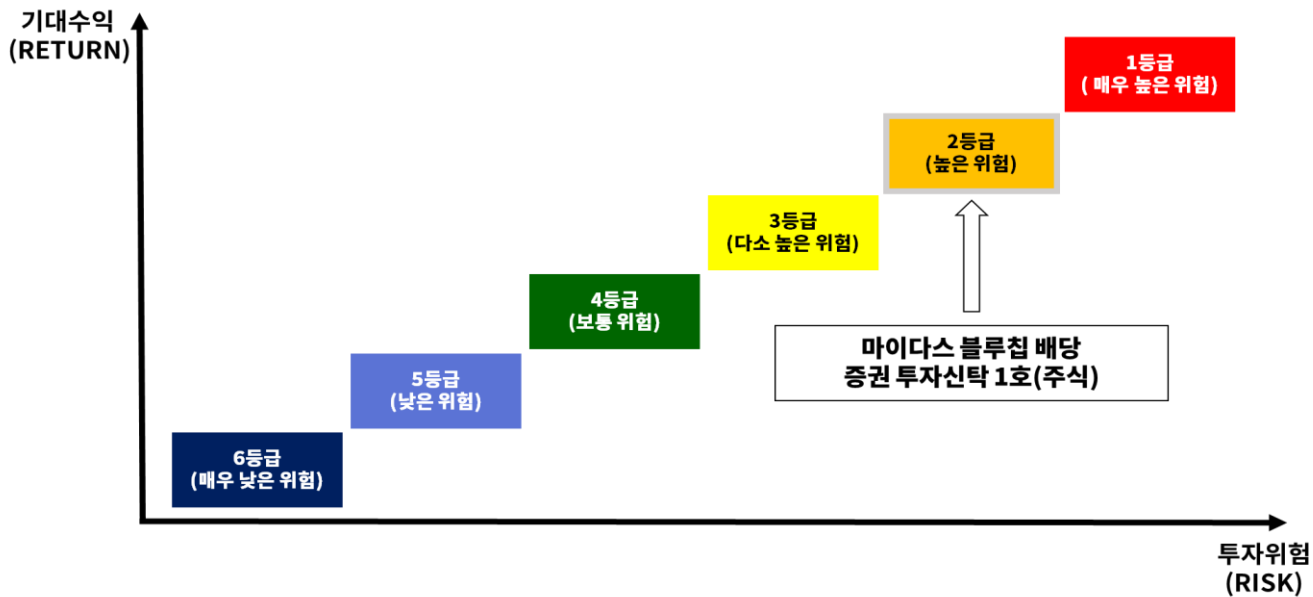 기대수익
(RETURN)
1등급
( 매우 높은 위험)
2등급
(높은 위험)
3등급
(다소 높은 위험)
4등급
(보통 위험)
마이다스 블루칩 배당
증권 투자신탁 1호(주식)
5등급
(낮은 위험)
6등급
(매우 낮은 위험)
투자위험
(RISK)